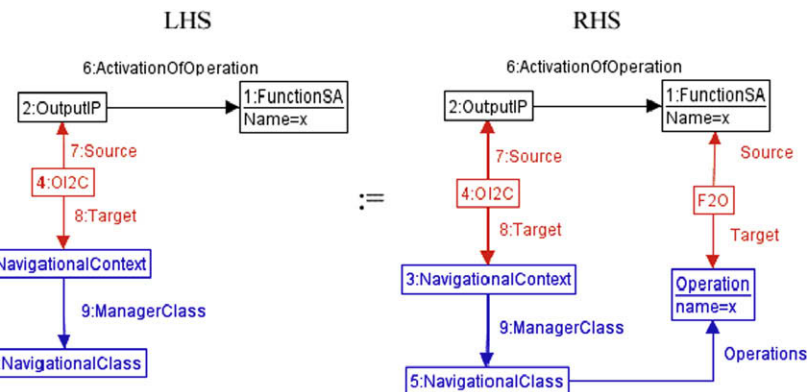 LHS
RHS
6:ActivationOfOperation
2:OutputIP
1:FunctionSA
Name=x
7:Source
4:OI2C
8:Target
NavigationalContext
9:ManagerClass
NavigationalClass
:=
6:ActivationOfOperation
2:OutputIP
1:FunctionSA
Name=x
7:Source
Source
4:OI2C
F2O
8:Target
Target
3:NavigationalContext
Operation
name=x
9:ManagerClass
Operations
5:NavigationalClass